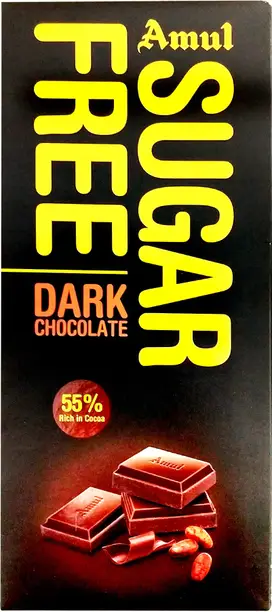 Amul
SUGAR
FREE
DARK
CHOCOLATE
55%
Rich in Cocoa
Amul
Amul